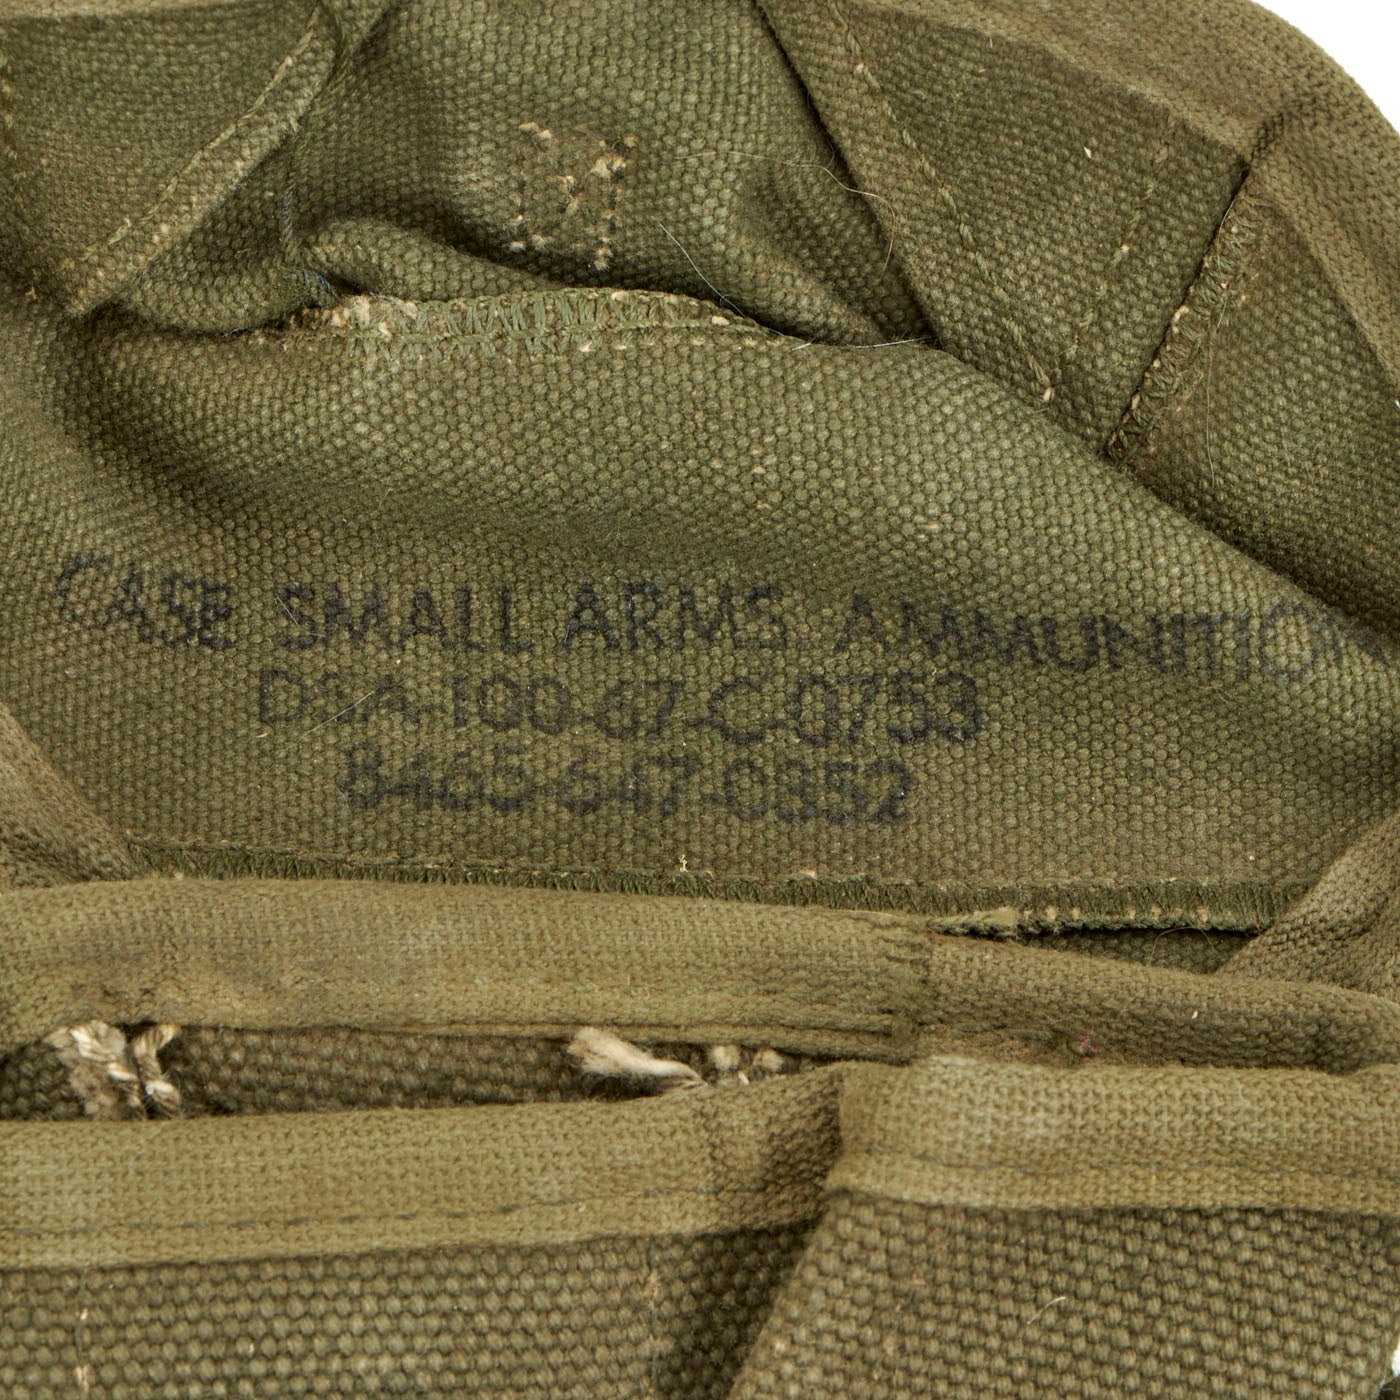 CASE SMALL ARMS, AMMUNITION
DSA-100-67-C-0753
8465-647-0852